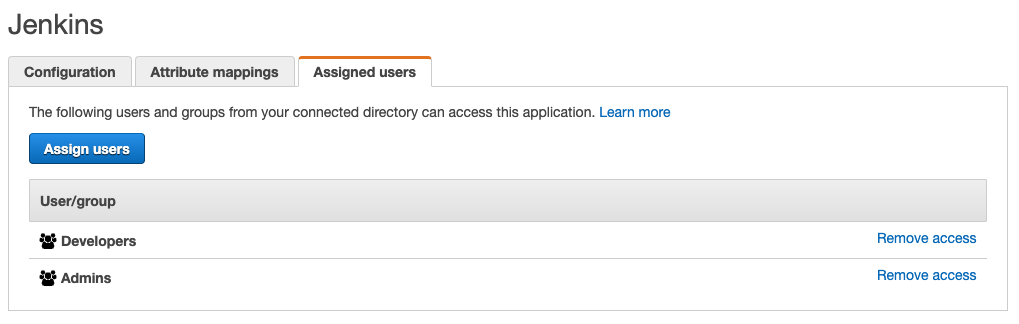 Jenkins
Configuration Attribute mappings Assigned users
The following users and groups from your connected directory can access this application. Learn more
Assign users
User/group
Developers Remove access
Admins Remove access